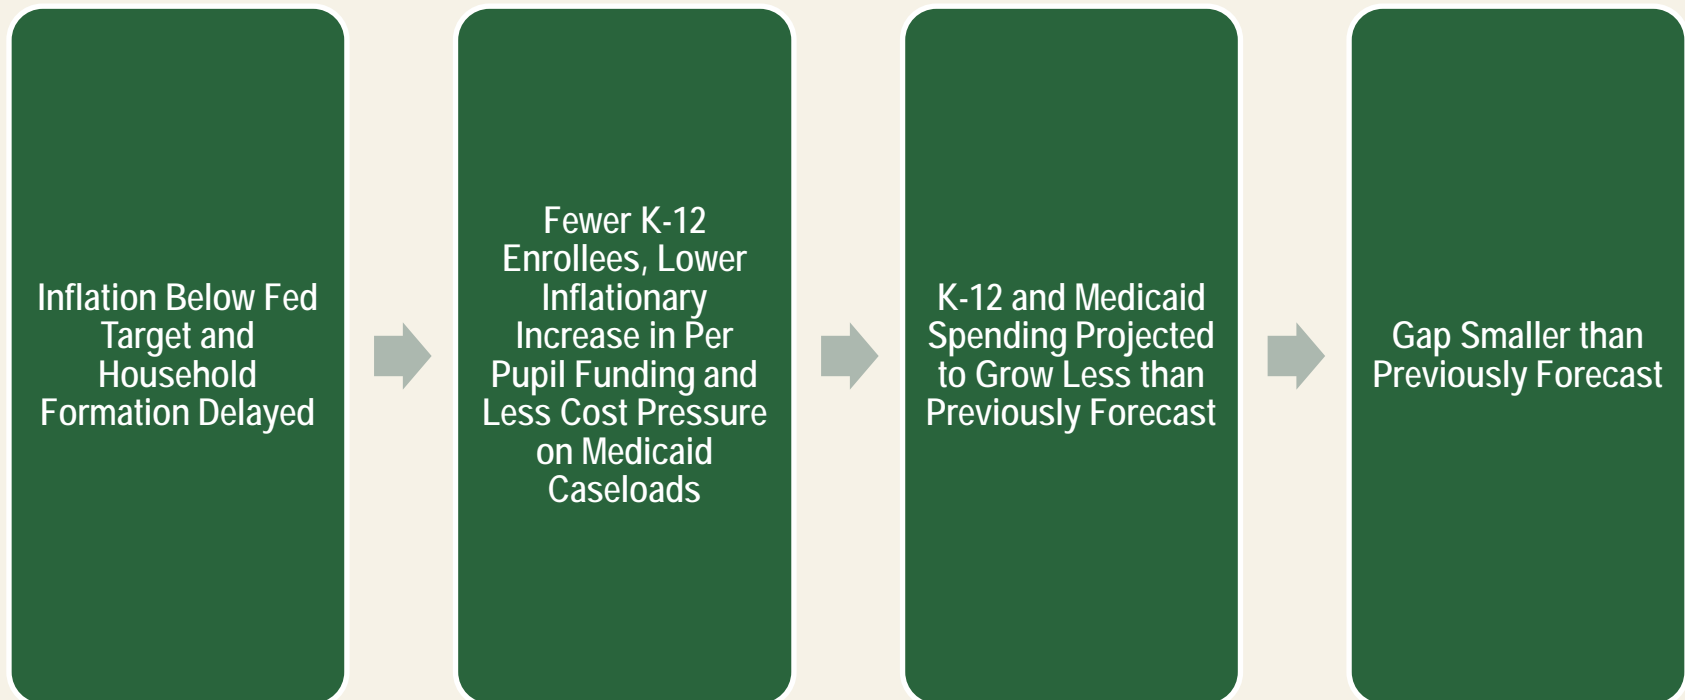 Inflation Below Fed
Target and
Household
Formation Delayed
Fewer K-12
Enrollees, Lower
Inflationary
Increase in Per
Pupil Funding and
Less Cost Pressure
on Medicaid
Caseloads
K-12 and Medicaid
Spending Projected
to Grow Less than
Previously Forecast
Gap Smaller than
Previously Forecast